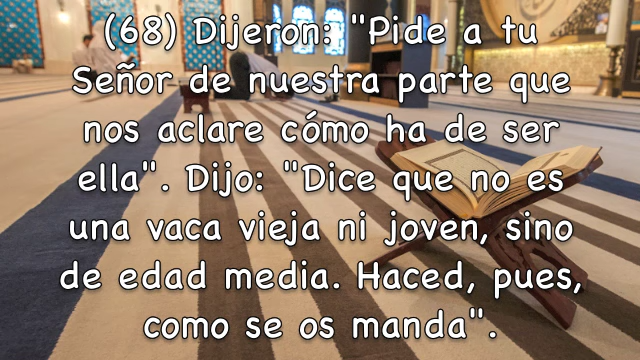 (68) Dijeron: "Pide a tu
Señor de nuestra parte que
nos aclare cómo ha de ser
ella". Dijo: "Dice que no es
una vaca vieja ni joven, sino
de edad media. Haced, pues,
como se os manda".